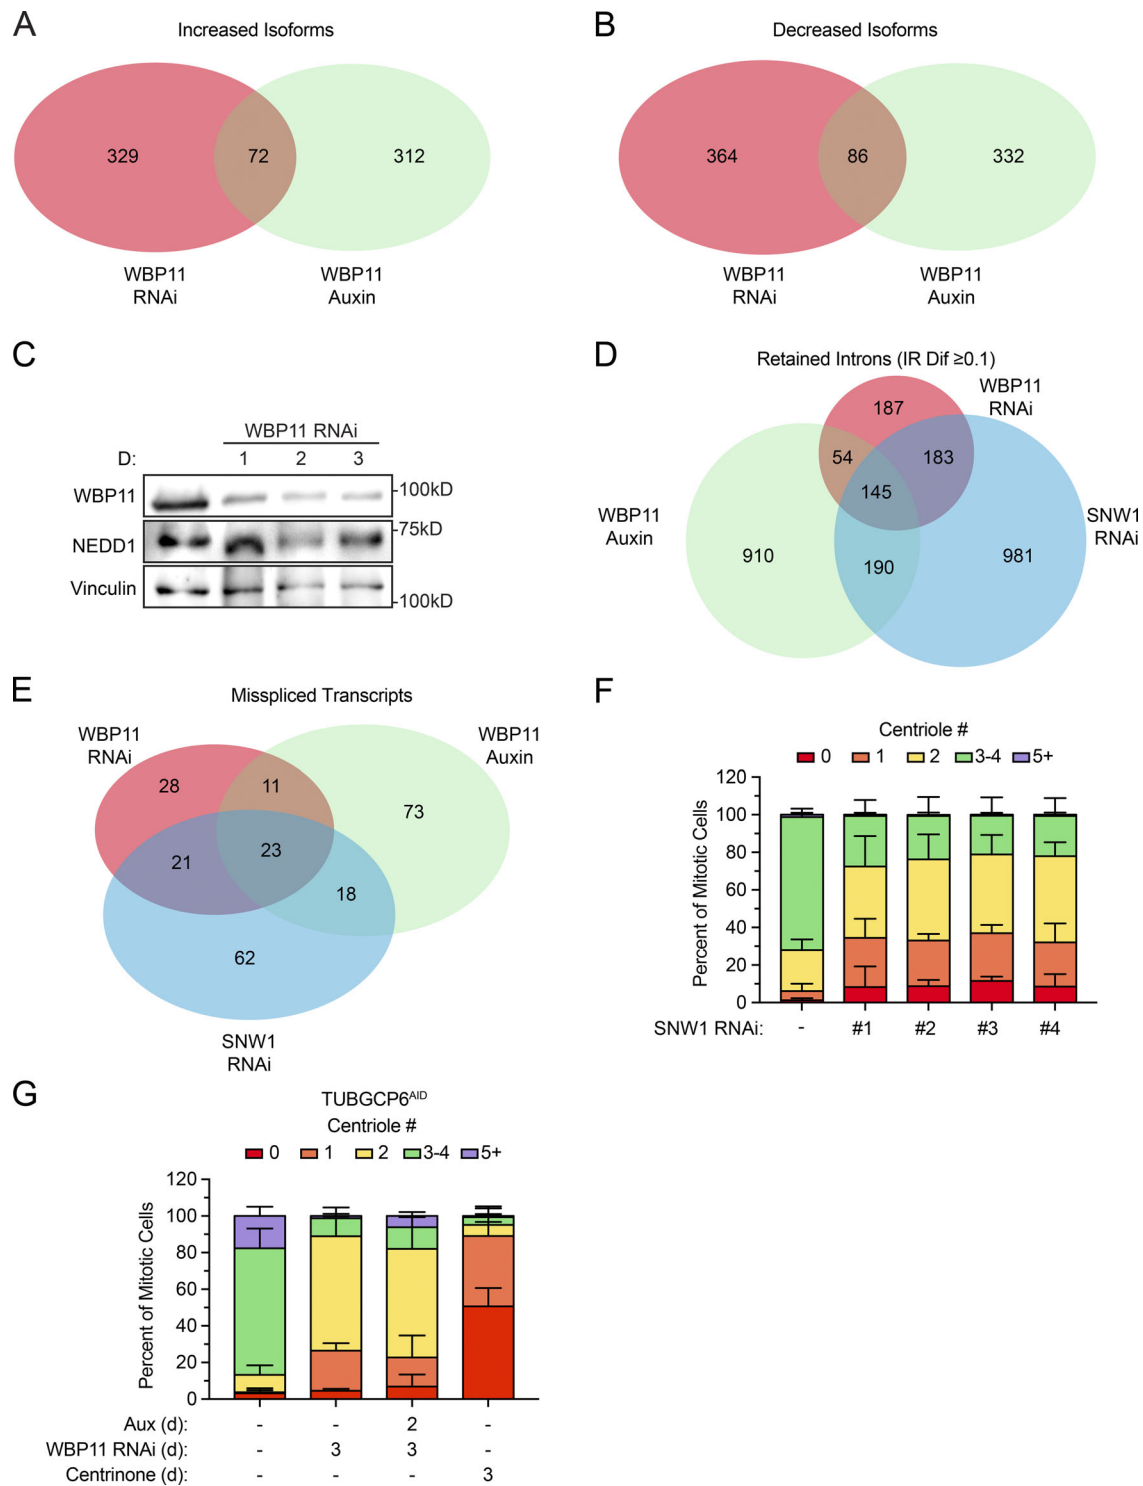 A
Increased Isoforms
329
72
312
WBP11
RNAi
WBP11
Auxin
B
Decreased Isoforms
364
86
332
WBP11
RNAi
WBP11
Auxin
C
WBP11 RNAi
D: 1 2 3
WBP11
-100kD
-75kD
NEDD1
Vinculin
-100kD
D
Retained Introns (IR Dif ≥0.1)
WBP11
RNAi
187
54
183
145
WBP11
Auxin
SNW1
RNAi
910
190
981
E
Misspliced Transcripts
WBP11
RNAi
WBP11
Auxin
28
11
73
21
23
18
62
SNW1
RNAi
F
Centriole #
0 1 2 3-4 5+
Percent of Mitotic Cells
120
100
80
60
40
20
0
SNW1 RNAi: - #1 #2 #3 #4
G
TUBGCP6AID
Centriole #
0 1 2 3-4 5+
Percent of Mitotic Cells
120
100
80
60
40
20
0
Aux (d): - - 2 -
WBP11 RNAi (d): - 3 3 -
Centrinone (d): - - - 3